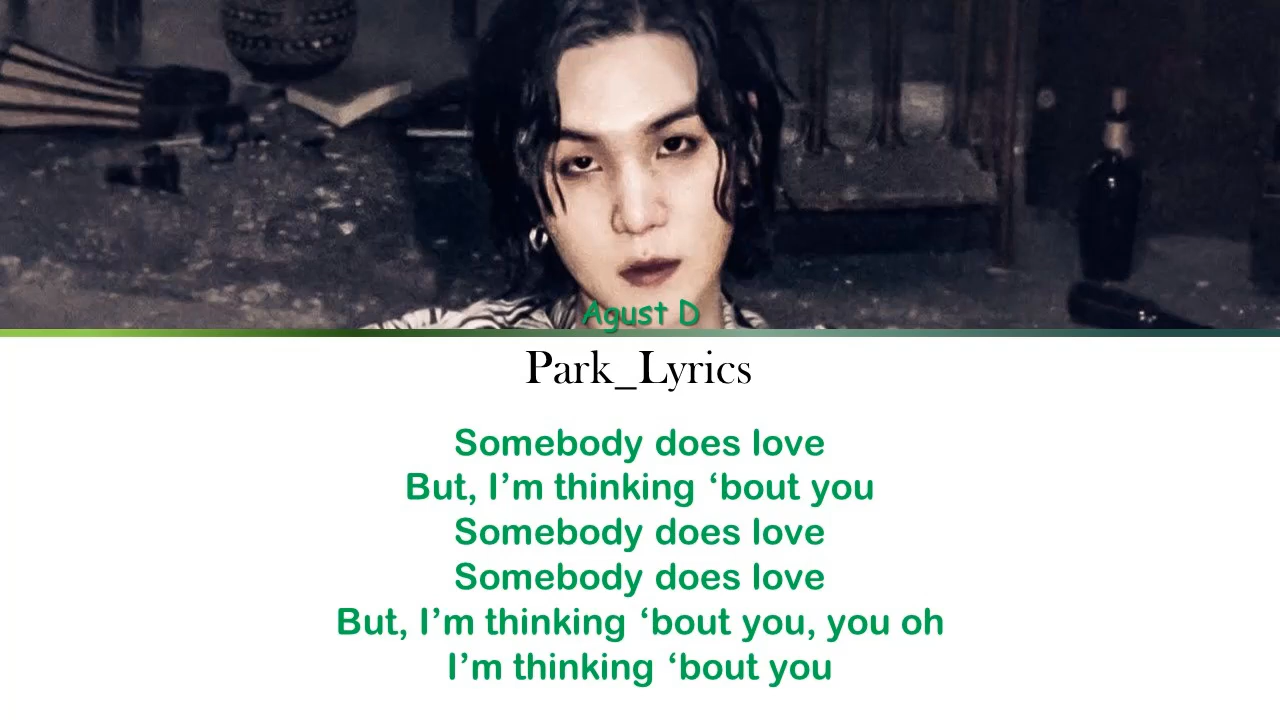 Agust D
Park_Lyrics
Somebody does love
But, I’m thinking ‘bout you
Somebody does love
Somebody does love
But, I’m thinking ‘bout you, you oh
I’m thinking ‘bout you